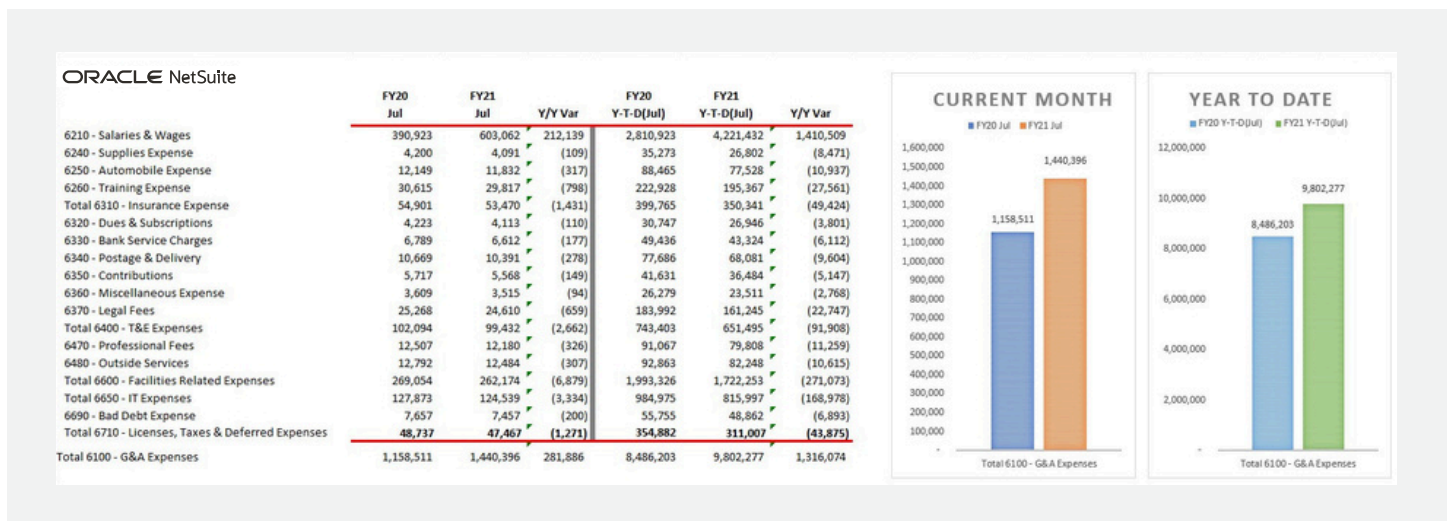 ORACLE NetSuite
FY20 FY21 FY20 FY21
Jul Jul Y/Y Var Y-T-D(Jul) Y-T-D(Jul) Y/Y Var
6210 - Salaries & Wages 390,923 603,062 212,139 2,810,923 4,221,432 1,410,509
6240 - Supplies Expense 4,200 4,091 (109) 35,273 26,802 (8,471)
6250 - Automobile Expense 12,149 11,832 (317) 88,465 77,528 (10,937)
6260 - Training Expense 30,615 29,817 (798) 222,928 195,367 (27,561)
Total 6310 - Insurance Expense 54,901 53,470 (1,431) 399,765 350,341 (49,424)
6320 - Dues & Subscriptions 4,223 4,113 (110) 30,747 26,946 (3,801)
6330 - Bank Service Charges 6,789 6,612 (177) 49,436 43,324 (6,112)
6340 - Postage & Delivery 10,669 10,391 (278) 77,686 68,081 (9,604)
6350 - Contributions 5,717 5,568 (149) 41,631 36,484 (5,147)
6360 - Miscellaneous Expense 3,609 3,515 (94) 26,279 23,511 (2,768)
6370 - Legal Fees 25,268 24,610 (659) 183,992 161,245 (22,747)
Total 6400 - T&E Expenses 102,094 99,432 (2,662) 743,403 651,495 (91,908)
6470 - Professional Fees 12,507 12,180 (326) 91,067 79,808 (11,259)
6480 - Outside Services 12,792 12,484 (307) 92,863 82,248 (10,615)
Total 6600 - Facilities Related Expenses 269,054 262,174 (6,879) 1,993,326 1,722,253 (271,073)
Total 6650 - IT Expenses 127,873 124,539 (3,334) 984,975 815,997 (168,978)
6690 - Bad Debt Expense 7,657 7,457 (200) 55,755 48,862 (6,893)
Total 6710 - Licenses, Taxes & Deferred Expenses 48,737 47,467 (1,271) 354,882 311,007 (43,875)
Total 6100 - G&A Expenses 1,158,511 1,440,396 281,886 8,486,203 9,802,277 1,316,074
CURRENT MONTH
FY20 Jul FY21 Jul
1,600,000
1,500,000
1,400,000
1,300,000
1,200,000
1,100,000
1,000,000
900,000
800,000
700,000
600,000
500,000
400,000
300,000
200,000
100,000
-
1,158,511
1,440,396
Total 6100 - G&A Expenses
YEAR TO DATE
FY20 Y-T-D(Jul) FY21 Y-T-D(Jul)
12,000,000
10,000,000
8,000,000
6,000,000
4,000,000
2,000,000
-
8,486,203
9,802,277
Total 6100 - G&A Expenses